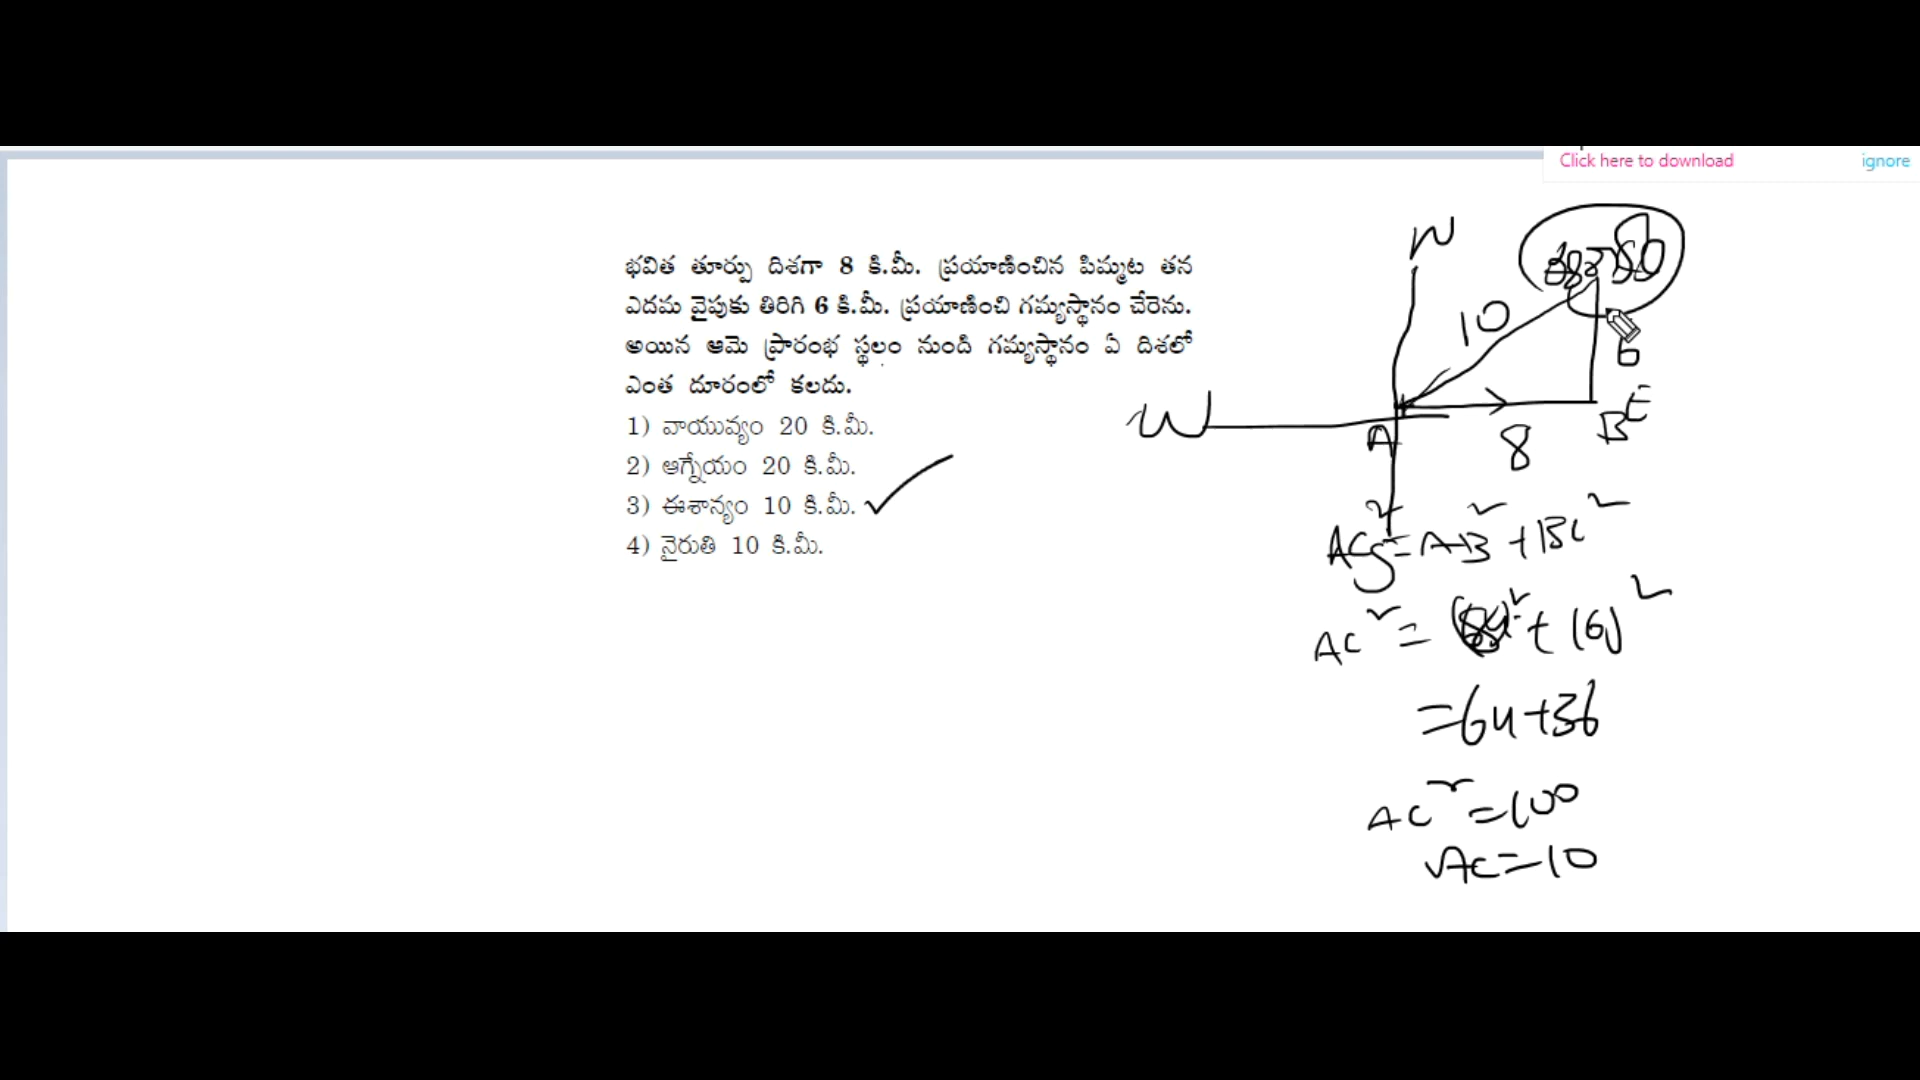 Click here to download ignore
భవిత తూర్పు దిశగా 8 కి.మీ. ప్రయాణించిన పిమ్మట తన
ఎడమ వైపుకు తిరిగి 6 కి.మీ. ప్రయాణించి గమ్యస్థానం చేరెను.
అయిన ఆమె ప్రారంభ స్థలం నుండి గమ్యస్థానం ఏ దిశలో
ఎంత దూరంలో కలదు.
1) వాయువ్యం 20 కి.మీ.
2) ఆగ్నేయం 20 కి.మీ.
3) ఈశాన్యం 10 కి.మీ.
4) నైరుతి 10 కి.మీ.
N
10
6
W
A
8
B E
S
AC² = AB² + BC²
AC² = (8)² + (6)²
= 64+36
AC² = 100
AC = 10